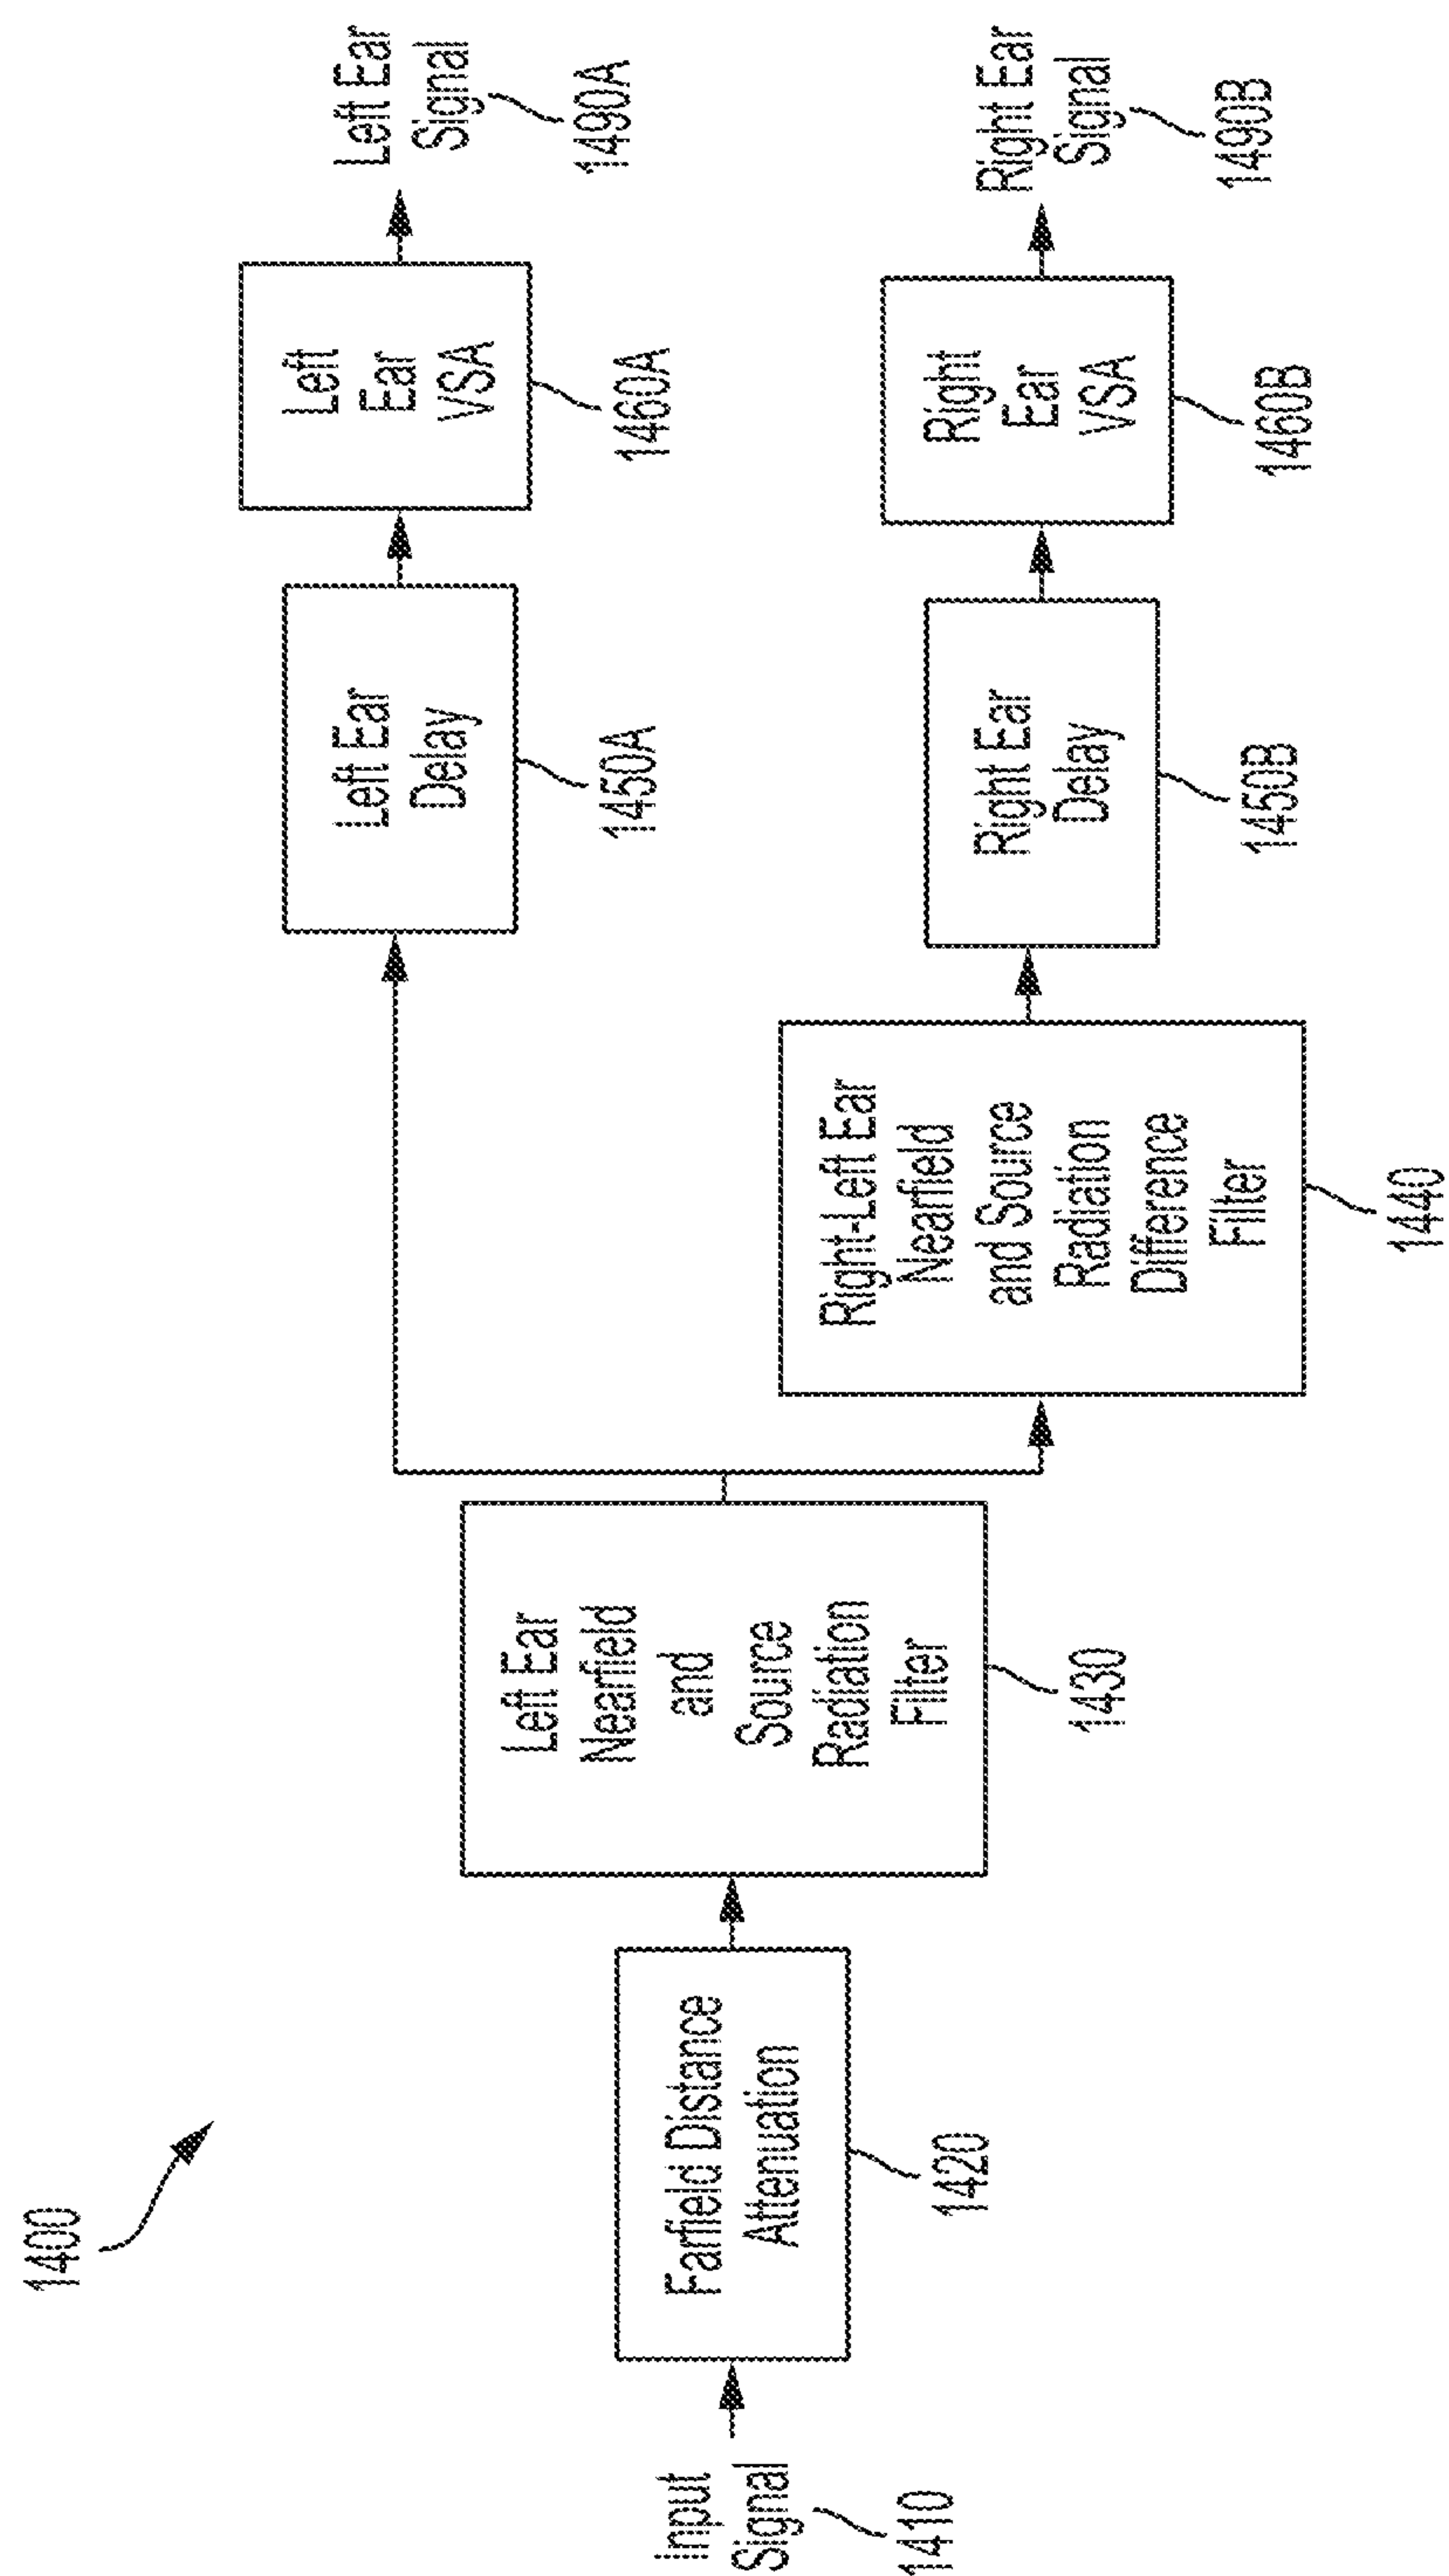 1400
Input
Signal
1410
Farfield Distance
Attenuation
1420
Left Ear
Nearfield
and
Source
Radiation
Filter
1430
Left Ear
Delay
1450A
Left
Ear
VSA
1460A
Left Ear
Signal
1490A
Right-Left Ear
Nearfield
and Source
Radiation
Difference
Filter
1440
Right Ear
Delay
1450B
Right
Ear
VSA
1460B
Right Ear
Signal
1490B